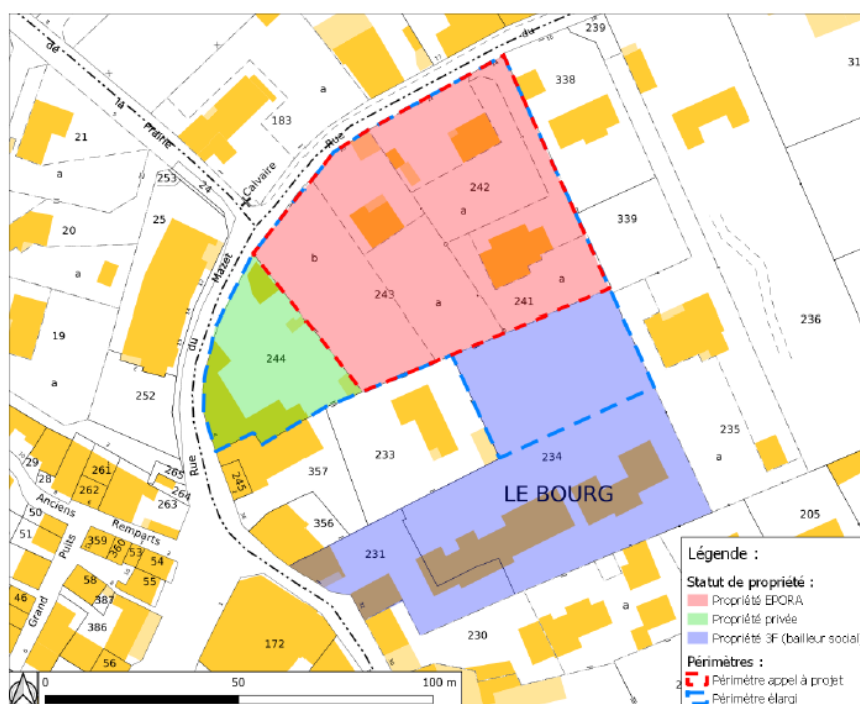 du
239
de
la
Prairie
338
31
a
183
21
Rue
Calvaire
a
253
24
242
25
a
20
339
Mazet
b
a
243
a
a
241
236
19
244
du
a
252
235
233
234
a
29
28
261
265
357
Rue
262
264
245
LE BOURG
263
Anciens
205
50
Remparts
356
51
359
360
53
54
231
Puits
58
55
46
387
Grand
386
230
a
172
56
Légende :
Statut de propriété :
Propriété EPORA
Propriété privée
Propriété 3F (bailleur social)
Périmètres :
Périmètre appel à projet
Périmètre élargi
0
50
100 m